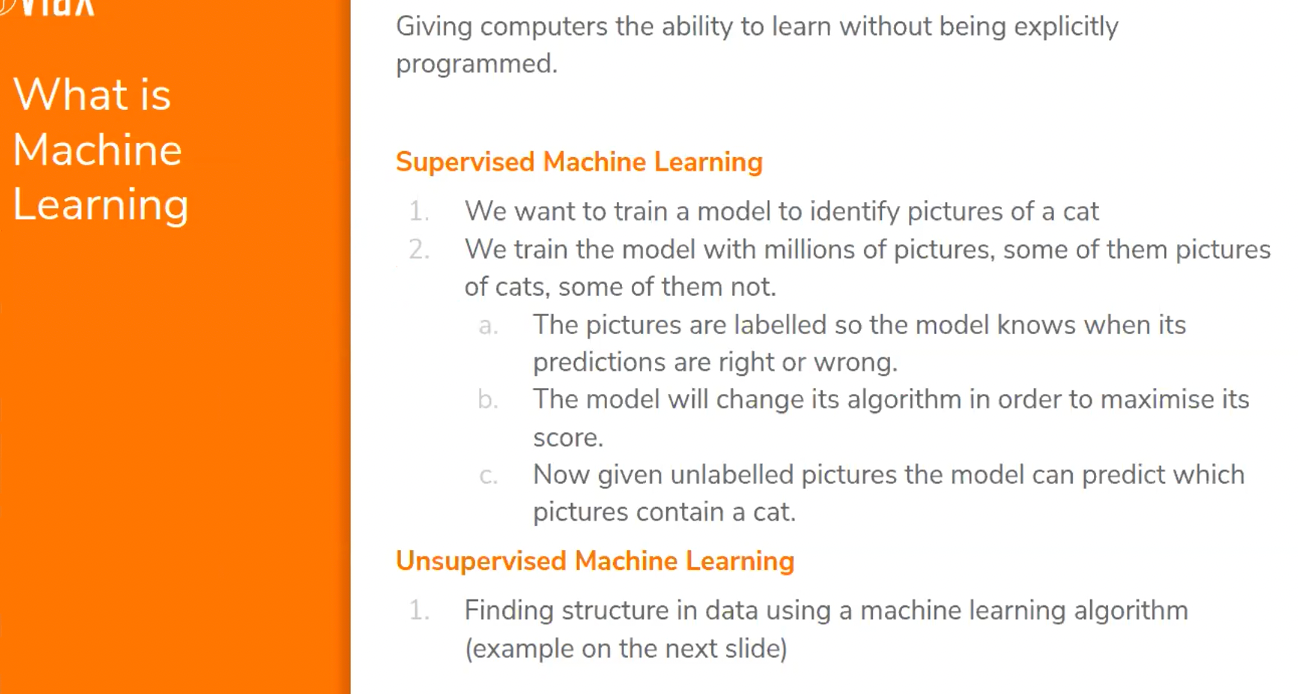 What is
Machine
Learning
Giving computers the ability to learn without being explicitly
programmed.
Supervised Machine Learning
1. We want to train a model to identify pictures of a cat
2. We train the model with millions of pictures, some of them pictures
of cats, some of them not.
a. The pictures are labelled so the model knows when its
predictions are right or wrong.
b. The model will change its algorithm in order to maximise its
score.
c. Now given unlabelled pictures the model can predict which
pictures contain a cat.
Unsupervised Machine Learning
1. Finding structure in data using a machine learning algorithm
(example on the next slide)